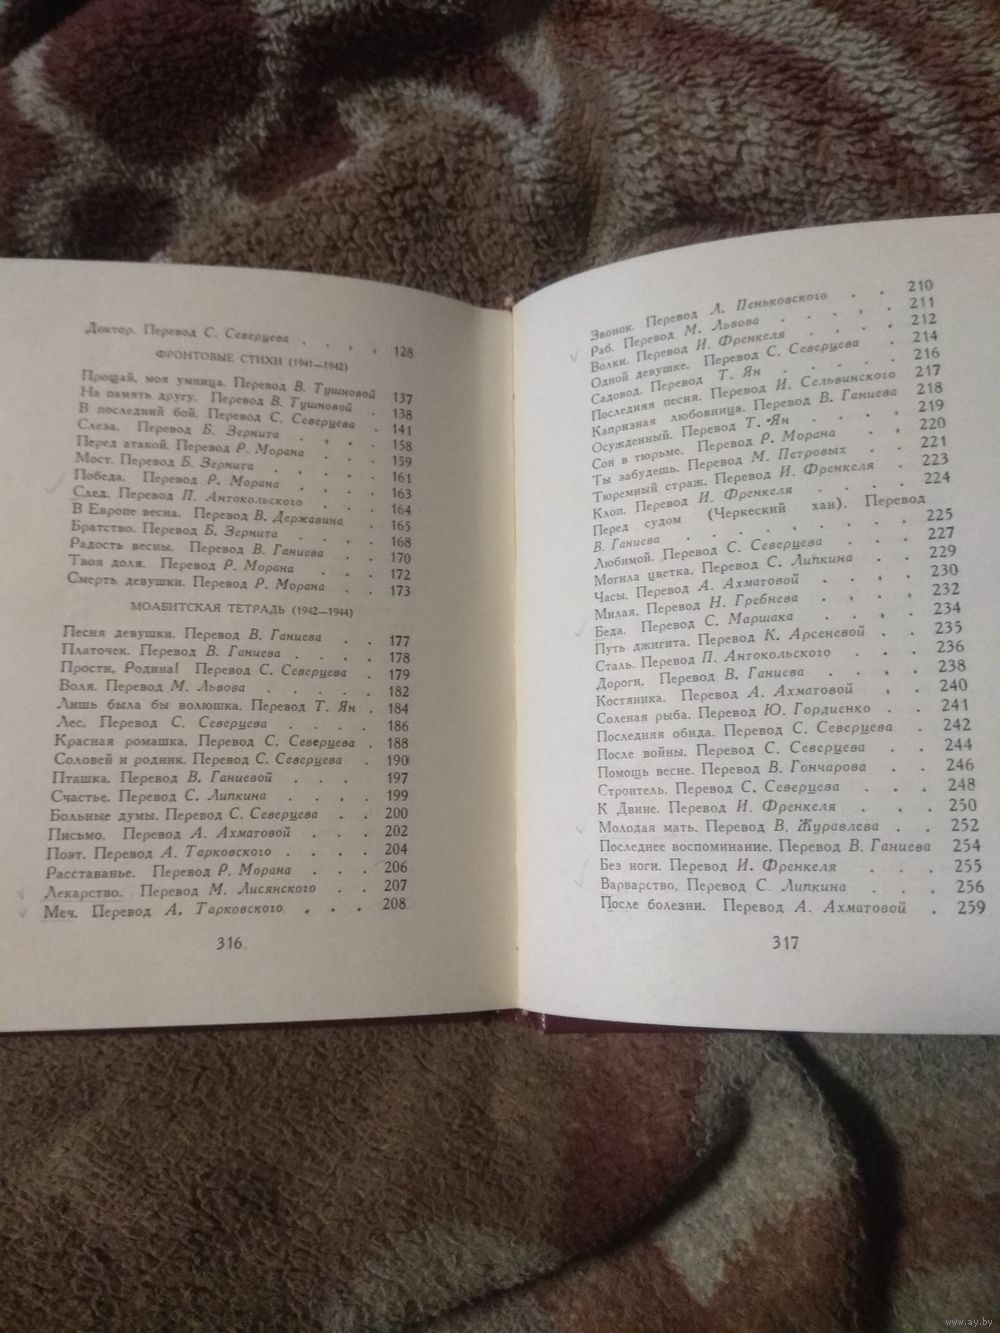 Доктор. Перевод С. Северцева . . . . 128
ФРОНТОВЫЕ СТИХИ (1941—1942)
Прощай, моя умница. Перевод В. Тушновой 137
На память другу. Перевод В. Тушновой . 138
В последний бой. Перевод С. Северцева . 141
Слеза. Перевод Б. Зернита . . . . 158
Перед атакой. Перевод Р. Морана . . . 159
Мост. Перевод Б. Зернита . . . . 161
Победа. Перевод Р. Морана . . . . 163
След. Перевод П. Антокольского . . . 164
В Европе весна. Перевод В. Державина . 165
Братство. Перевод Б. Зернита . . . . 168
Радость весны. Перевод В. Ганиева . . 170
Твоя доля. Перевод Р. Морана . . . 172
Смерть девушки. Перевод Р. Морана . . 173
МОАБИТСКАЯ ТЕТРАДЬ (1942—1944)
Песня девушки. Перевод В. Ганиева . . 177
Платочек. Перевод В. Ганиева . . . . 178
Прости, Родина! Перевод С. Северцева . 179
Воля. Перевод М. Львова . . . . . 182
Лишь была бы волюшка. Перевод Т. Ян . 184
Лес. Перевод С. Северцева . . . . 186
Красная ромашка. Перевод С. Северцева . 188
Соловей и родник. Перевод С. Северцева . 190
Пташка. Перевод В. Ганиевой . . . 197
Счастье. Перевод С. Липкина . . . . 199
Больные думы. Перевод С. Северцева . . 200
Письмо. Перевод А. Ахматовой . . . 202
Поэт. Перевод А. Тарковского . . . . 204
Расставанье. Перевод Р. Морана . . . 206
Лекарство. Перевод М. Лисянского . . 207
Меч. Перевод А. Тарковского . . . 208
316
Звонок. Перевод Л. Пеньковского . . 210
Раб. Перевод М. Львова . . . . 211
Волки. Перевод И. Френкеля . . . . 212
Одной девушке. Перевод С. Северцева . 214
Садовод. Перевод Т. Ян . . . . 216
Последняя песня. Перевод И. Сельвинского 217
Капризная любовница. Перевод В. Ганиева 218
Осужденный. Перевод Т. Ян . . . . 219
Сон в тюрьме. Перевод Р. Морана . . 220
Ты забудешь. Перевод М. Петровых . . 221
Тюремный страж. Перевод И. Френкеля . 223
Клоп. Перевод И. Френкеля . . . . 224
Перед судом (Черкеский хан). Перевод
В. Ганиева . . . . . . . 225
Любимой. Перевод С. Северцева . . . 227
Могила цветка. Перевод С. Липкина . . 229
Часы. Перевод А. Ахматовой . . . . 230
Милая. Перевод Н. Гребнева . . . . 232
Беда. Перевод С. Маршака . . . . 234
Путь джигита. Перевод К. Арсеневой . . 235
Сталь. Перевод П. Антокольского . . . 236
Дороги. Перевод В. Ганиева . . . . 238
Костяника. Перевод А. Ахматовой . . 240
Соленая рыба. Перевод Ю. Гордиенко . . 241
Последняя обида. Перевод С. Северцева . 242
После войны. Перевод С. Северцева . . 244
Помощь весне. Перевод В. Гончарова . . 246
Строитель. Перевод С. Северцева . . . 248
К Двине. Перевод И. Френкеля . . . 250
Молодая мать. Перевод В. Журавлева . . 252
Последнее воспоминание. Перевод В. Ганиева 254
Без ноги. Перевод И. Френкеля . . . 255
Варварство. Перевод С. Липкина . . . 256
После болезни. Перевод А. Ахматовой . 259
317
www.ay.by